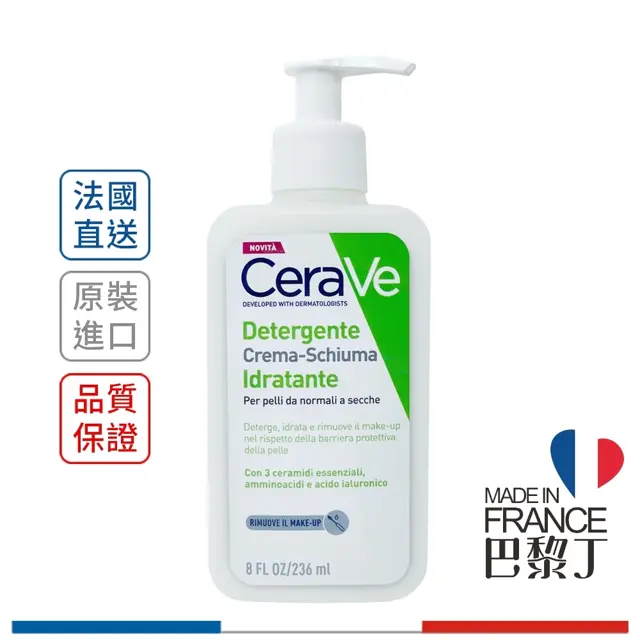 法國
直送
原裝
進口
品質
保證
NOVITÀ
CeraVe
DEVELOPED WITH DERMATOLOGISTS
Detergente
Crema-Schiuma
Idratante
Per pelli da normali a secche
Deterge, idrata e rimuove il make-up
nel rispetto della barriera protettiva
della pelle
Con 3 ceramidi essenziali,
amminoacidi e acido ialuronico
RIMUOVE IL MAKE-UP
8 FL OZ/236 ml
MADE IN
FRANCE
巴黎丁